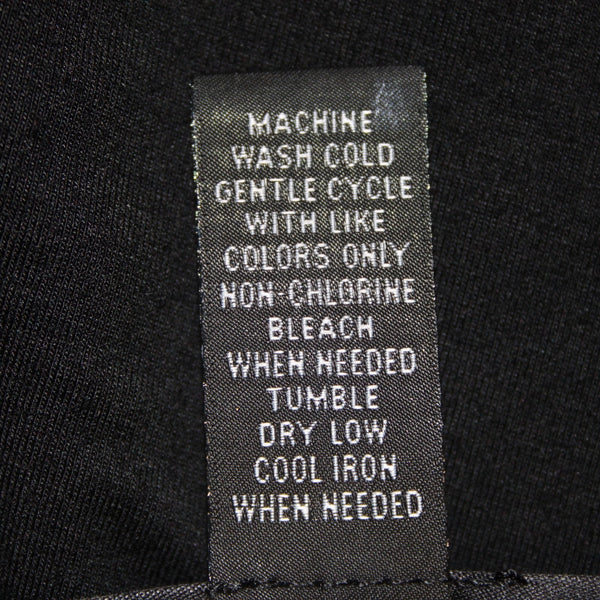 MACHINE
WASH COLD
GENTLE CYCLE
WITH LIKE
COLORS ONLY
NON-CHLORINE
BLEACH
WHEN NEEDED
TUMBLE
DRY LOW
COOL IRON
WHEN NEEDED